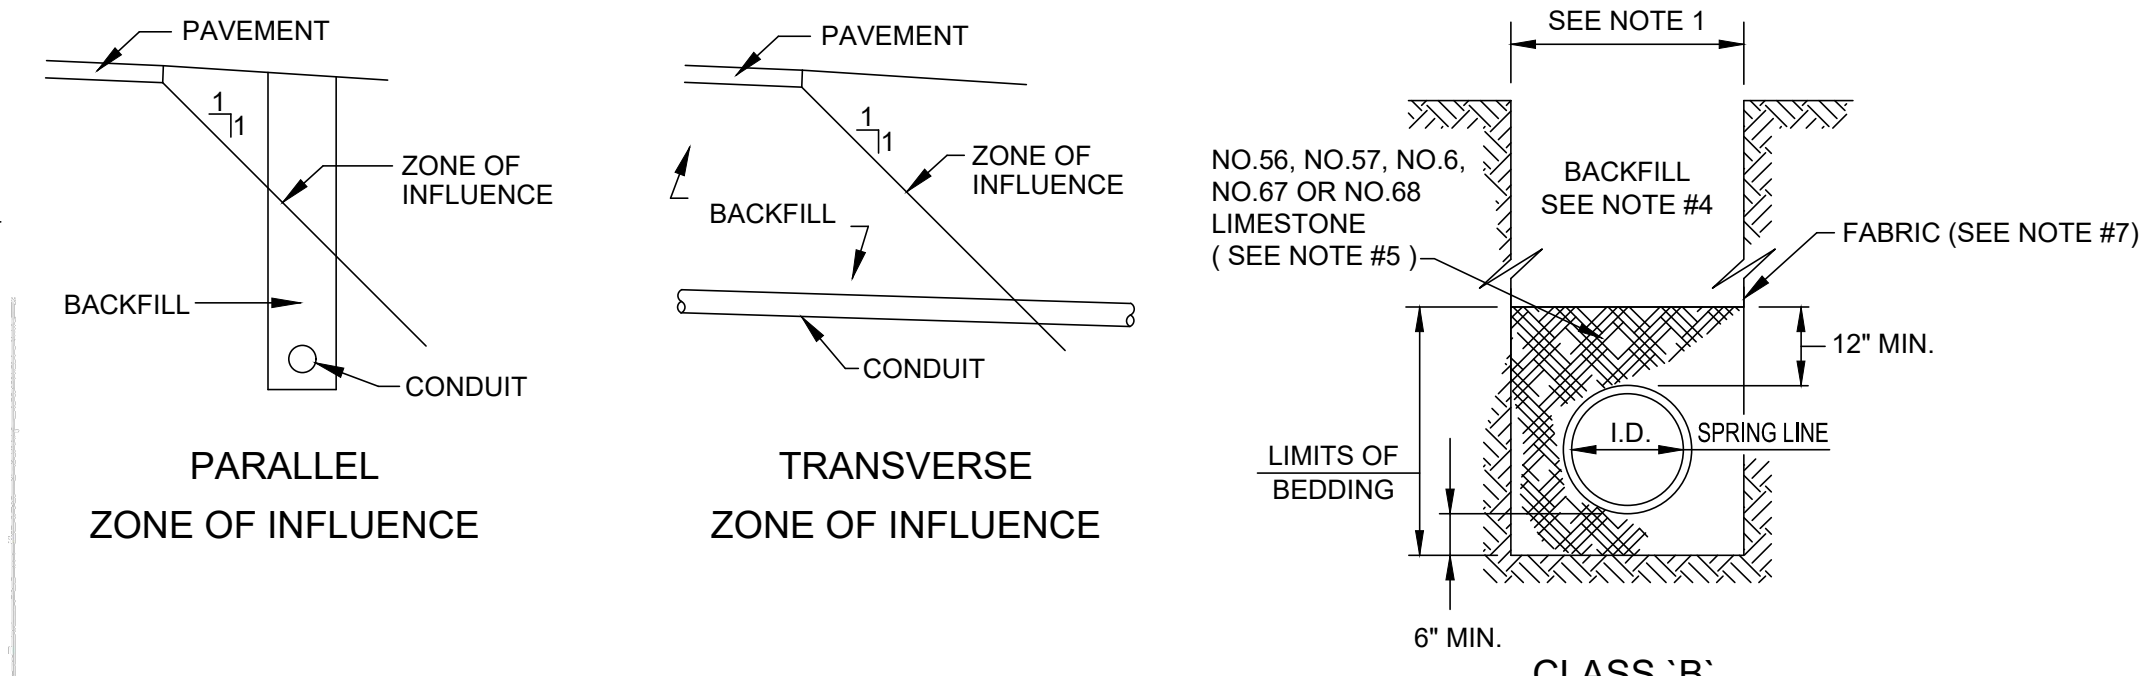 PAVEMENT
1
1
ZONE OF
INFLUENCE
BACKFILL
CONDUIT
PARALLEL
ZONE OF INFLUENCE
PAVEMENT
1
1
ZONE OF
INFLUENCE
BACKFILL
CONDUIT
TRANSVERSE
ZONE OF INFLUENCE
SEE NOTE 1
NO.56, NO.57, NO.6,
NO.67 OR NO.68
LIMESTONE
( SEE NOTE #5 )
BACKFILL
SEE NOTE #4
FABRIC (SEE NOTE #7)
12" MIN.
I.D.
SPRING LINE
LIMITS OF
BEDDING
6" MIN.
CLASS `B`